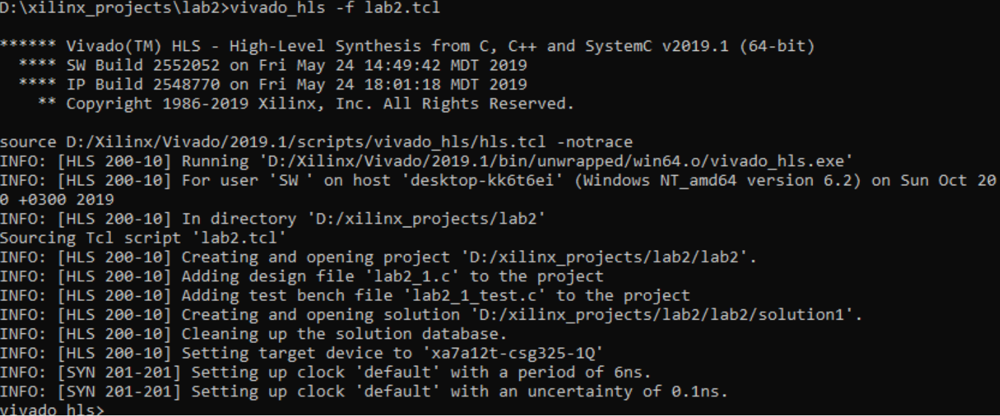 D:\xilinx_projects\lab2>vivado_hls -f lab2.tcl
****** Vivado(TM) HLS - High-Level Synthesis from C, C++ and SystemC v2019.1 (64-bit)
**** SW Build 2552052 on Fri May 24 14:49:42 MDT 2019
**** IP Build 2548770 on Fri May 24 18:01:18 MDT 2019
** Copyright 1986-2019 Xilinx, Inc. All Rights Reserved.
source D:/Xilinx/Vivado/2019.1/scripts/vivado_hls/hls.tcl -notrace
INFO: [HLS 200-10] Running 'D:/Xilinx/Vivado/2019.1/bin/unwrapped/win64.o/vivado_hls.exe'
INFO: [HLS 200-10] For user 'SW ' on host 'desktop-kk6t6ei' (Windows NT_amd64 version 6.2) on Sun Oct 20
0 +0300 2019
INFO: [HLS 200-10] In directory 'D:/xilinx_projects/lab2'
Sourcing Tcl script 'lab2.tcl'
INFO: [HLS 200-10] Creating and opening project 'D:/xilinx_projects/lab2/lab2'.
INFO: [HLS 200-10] Adding design file 'lab2_1.c' to the project
INFO: [HLS 200-10] Adding test bench file 'lab2_1_test.c' to the project
INFO: [HLS 200-10] Creating and opening solution 'D:/xilinx_projects/lab2/lab2/solution1'.
INFO: [HLS 200-10] Cleaning up the solution database.
INFO: [HLS 200-10] Setting target device to 'xa7a12t-csg325-1Q'
INFO: [SYN 201-201] Setting up clock 'default' with a period of 6ns.
INFO: [SYN 201-201] Setting up clock 'default' with an uncertainty of 0.1ns.
vivado_hls>